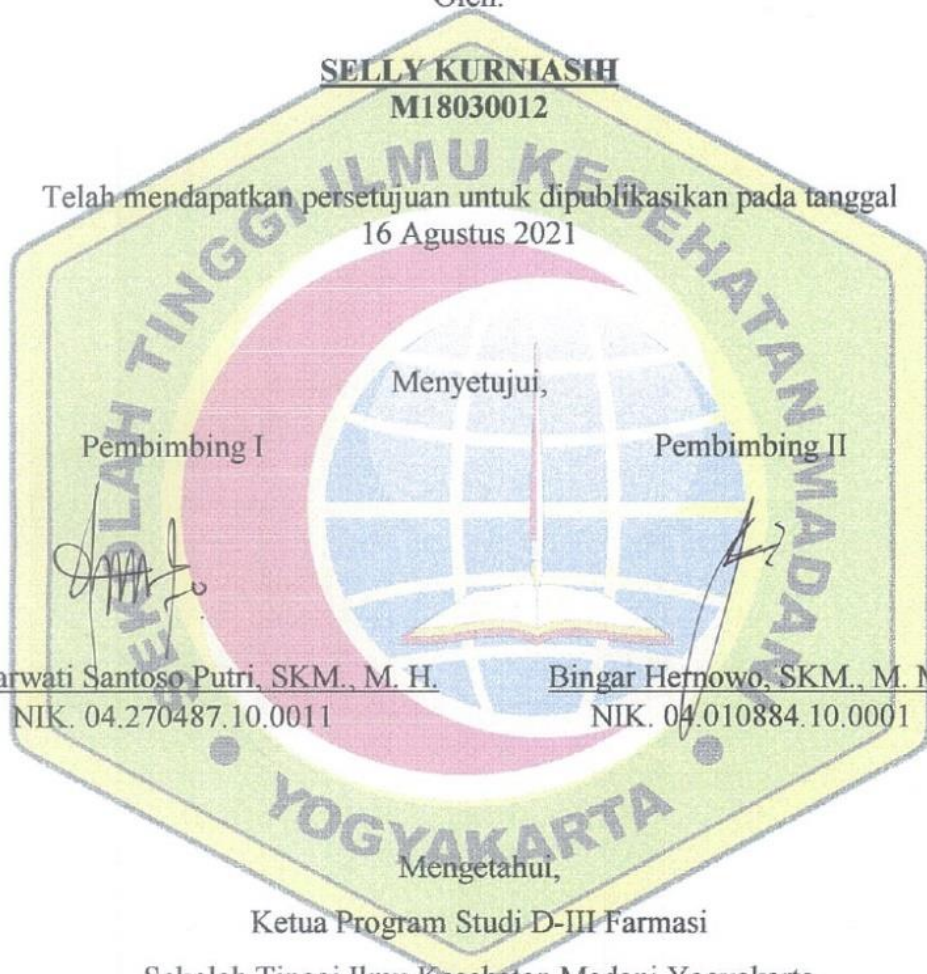 Oleh:
SELLY KURNIASIH
M18030012
Telah mendapatkan persetujuan untuk dipublikasikan pada tanggal
16 Agustus 2021
Menyetujui,
Pembimbing I Pembimbing II
Santoso Putri, SKM., M. H. Bingar Hernowo, SKM., M. M
NIK. 04.270487.10.0011 NIK. 04.010884.10.0001
Mengetahui,
Ketua Program Studi D-III Farmasi
Sekolah Tinggi Ilmu Kesehatan Madani Yogyakarta
SEKOLAH TINGGI ILMU KESEHATAN MADANI
YOGYAKARTA